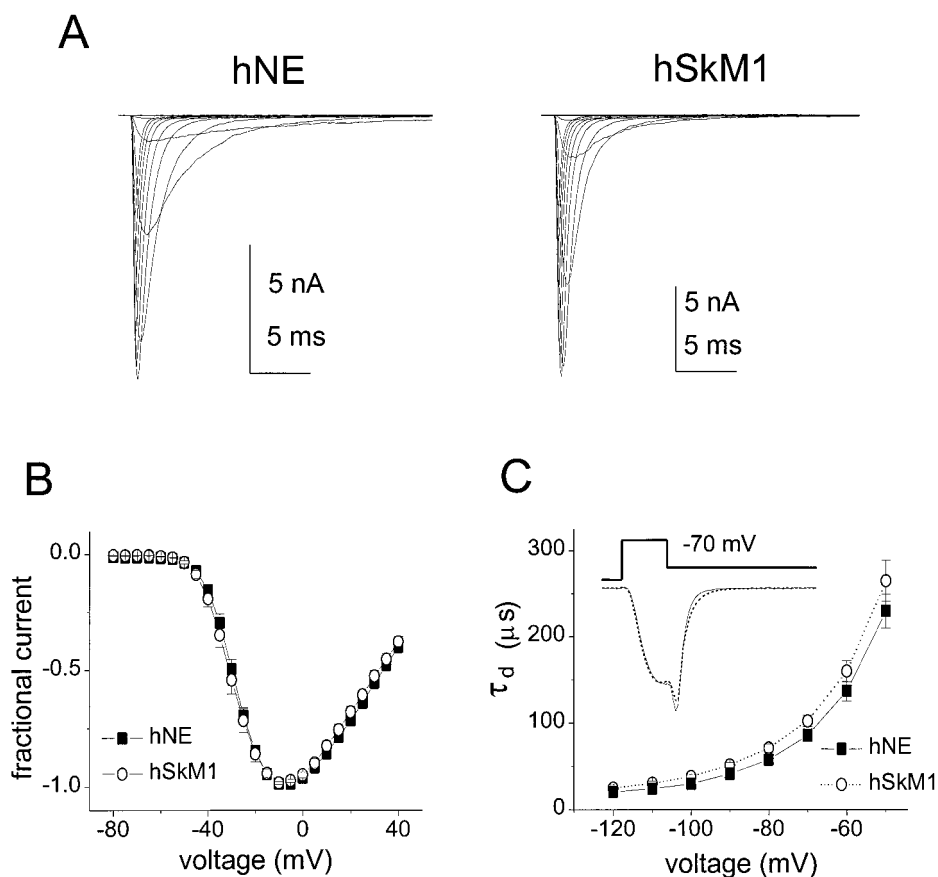 A
hNE
hSkM1
5 nA
5 ms
5 nA
5 ms
B
0.0
-0.5
-1.0
fractional current
hNE
hSkM1
-80
-40
0
40
voltage (mV)
C
300
200
100
0
τd (μs)
-70 mV
hNE
hSkM1
-120
-100
-80
-60
voltage (mV)